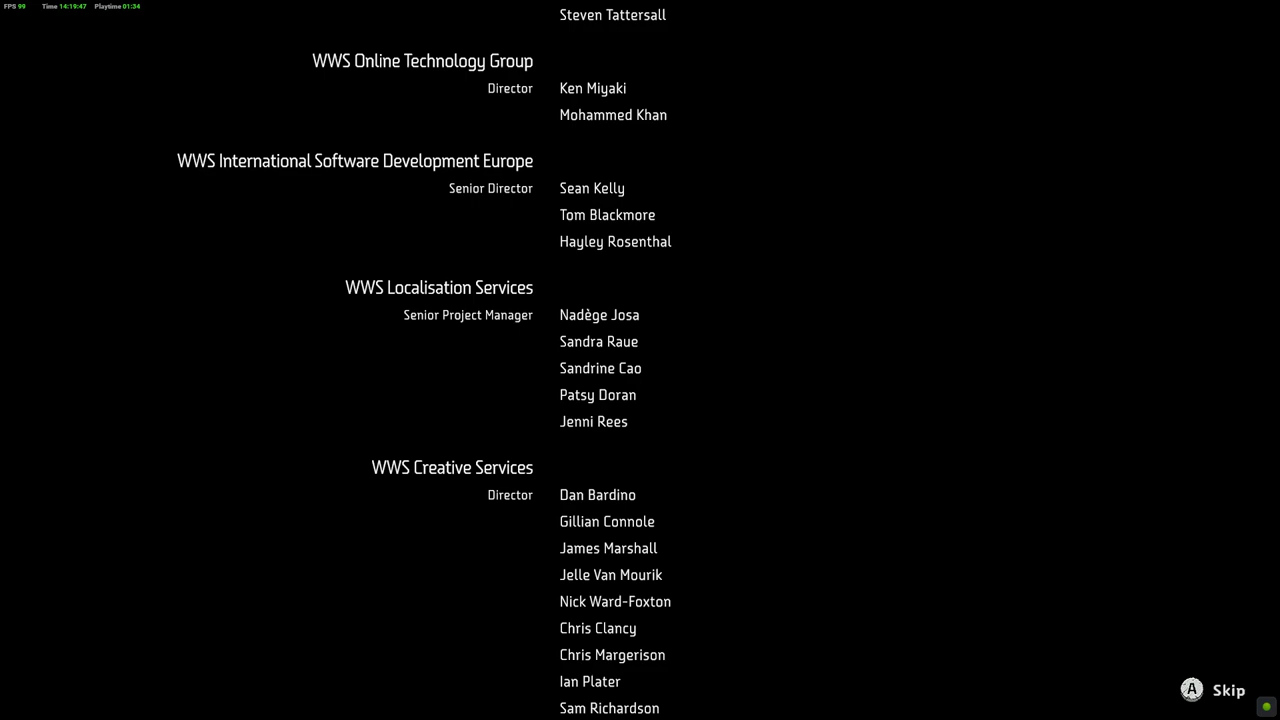 FPS 99 Time 14:19:47 Playtime 01:34
Steven Tattersall
WWS Online Technology Group
Director Ken Miyaki
Mohammed Khan
WWS International Software Development Europe
Senior Director Sean Kelly
Tom Blackmore
Hayley Rosenthal
WWS Localisation Services
Senior Project Manager Nadège Josa
Sandra Raue
Sandrine Cao
Patsy Doran
Jenni Rees
WWS Creative Services
Director Dan Bardino
Gillian Connole
James Marshall
Jelle Van Mourik
Nick Ward-Foxton
Chris Clancy
Chris Margerison
Ian Plater
A Skip
Sam Richardson